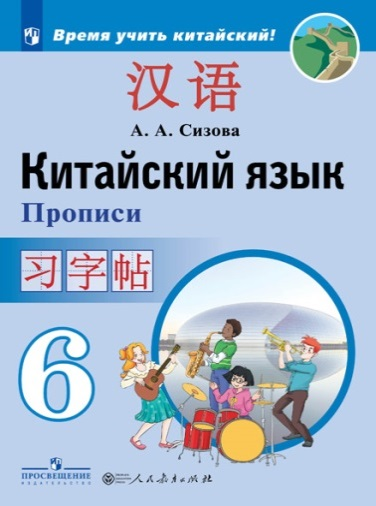 Время учить китайский!
汉语
А. А. Сизова
Китайский язык
Прописи
习字帖
6
ПРОСВЕЩЕНИЕ
ИЗДАТЕЛЬСТВО
人民教育出版社